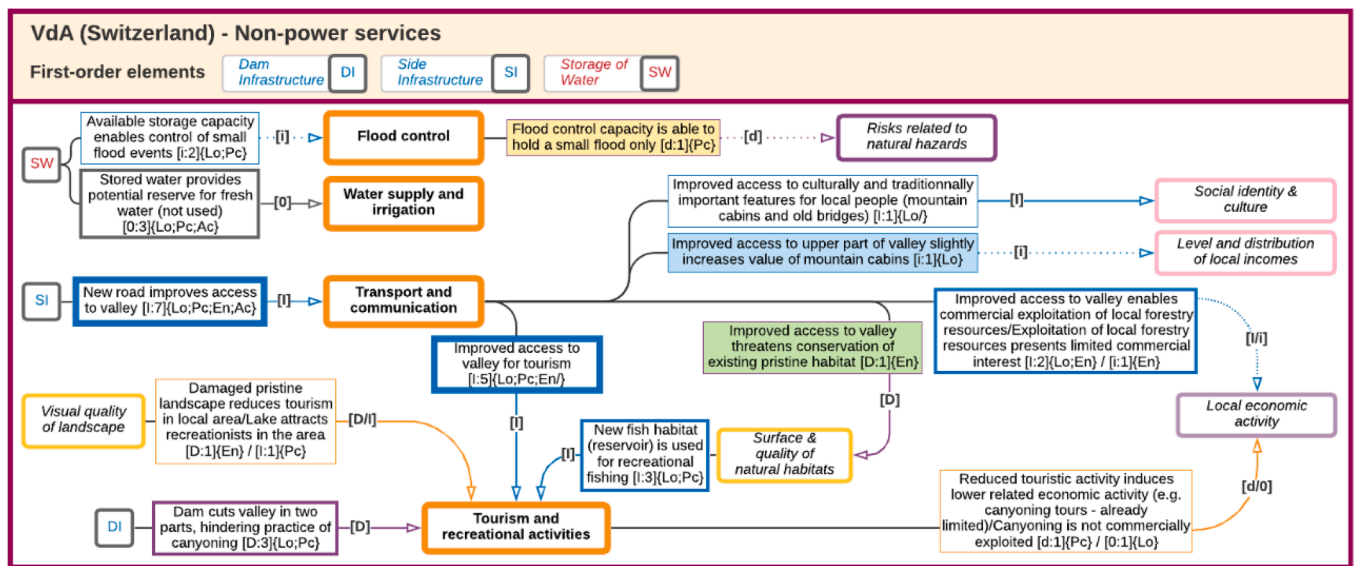 VdA (Switzerland) - Non-power services
First-order elements
Dam
Infrastructure
DI
Side
Infrastructure
SI
Storage of
Water
SW
SW
Available storage capacity
enables control of small
flood events [i:2]{Lo;Pc}
[i]
Flood control
Flood control capacity is able to
hold a small flood only [d:1]{Pc}
[d]
Risks related to
natural hazards
Stored water provides
potential reserve for fresh
water (not used)
[0:3]{Lo;Pc;Ac}
[0]
Water supply and
irrigation
Improved access to culturally and traditionnally
important features for local people (mountain
cabins and old bridges) [I:1]{Lo/}
[I]
Social identity &
culture
Improved access to upper part of valley slightly
increases value of mountain cabins [i:1]{Lo}
[i]
Level and distribution
of local incomes
SI
New road improves access
to valley [I:7]{Lo;Pc;En;Ac}
[I]
Transport and
communication
Improved access to
valley for tourism
[I:5]{Lo;Pc;En/}
[I]
Improved access to valley
threatens conservation of
existing pristine habitat [D:1]{En}
[D]
Improved access to valley enables
commercial exploitation of local forestry
resources/Exploitation of local forestry
resources presents limited commercial
interest [I:2]{Lo;En} / [i:1]{En}
[I/i]
Local economic
activity
Visual quality
of landscape
Damaged pristine
landscape reduces tourism
in local area/Lake attracts
recreationists in the area
[D:1]{En} / [I:1]{Pc}
[D/I]
[I]
New fish habitat
(reservoir) is used
for recreational
fishing [I:3]{Lo;Pc}
Surface &
quality of
natural habitats
DI
Dam cuts valley in two
parts, hindering practice of
canyoning [D:3]{Lo;Pc}
[D]
Tourism and
recreational activities
Reduced touristic activity induces
lower related economic activity (e.g.
canyoning tours - already
limited)/Canyoning is not commercially
exploited [d:1]{Pc} / [0:1]{Lo}
[d/0]